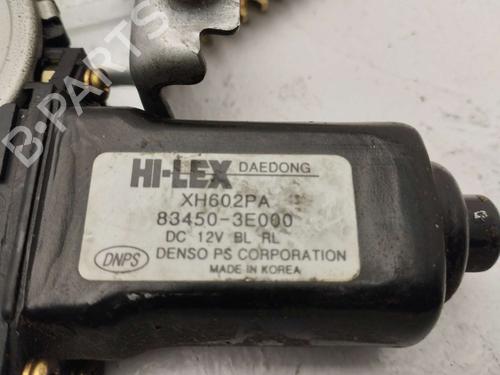 HI-LEX DAEDONG
XH602PA
83450-3E000
DC 12V BL RL
DNPS DENSO PS CORPORATION
MADE IN KOREA
B-PARTS